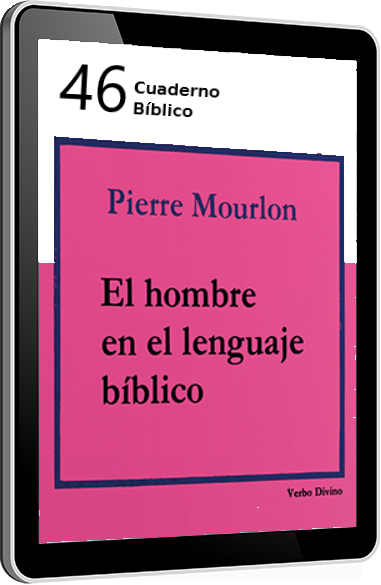 46 Cuaderno
Bíblico
Pierre Mourlon
El hombre
en el lenguaje
bíblico
Verbo Divino